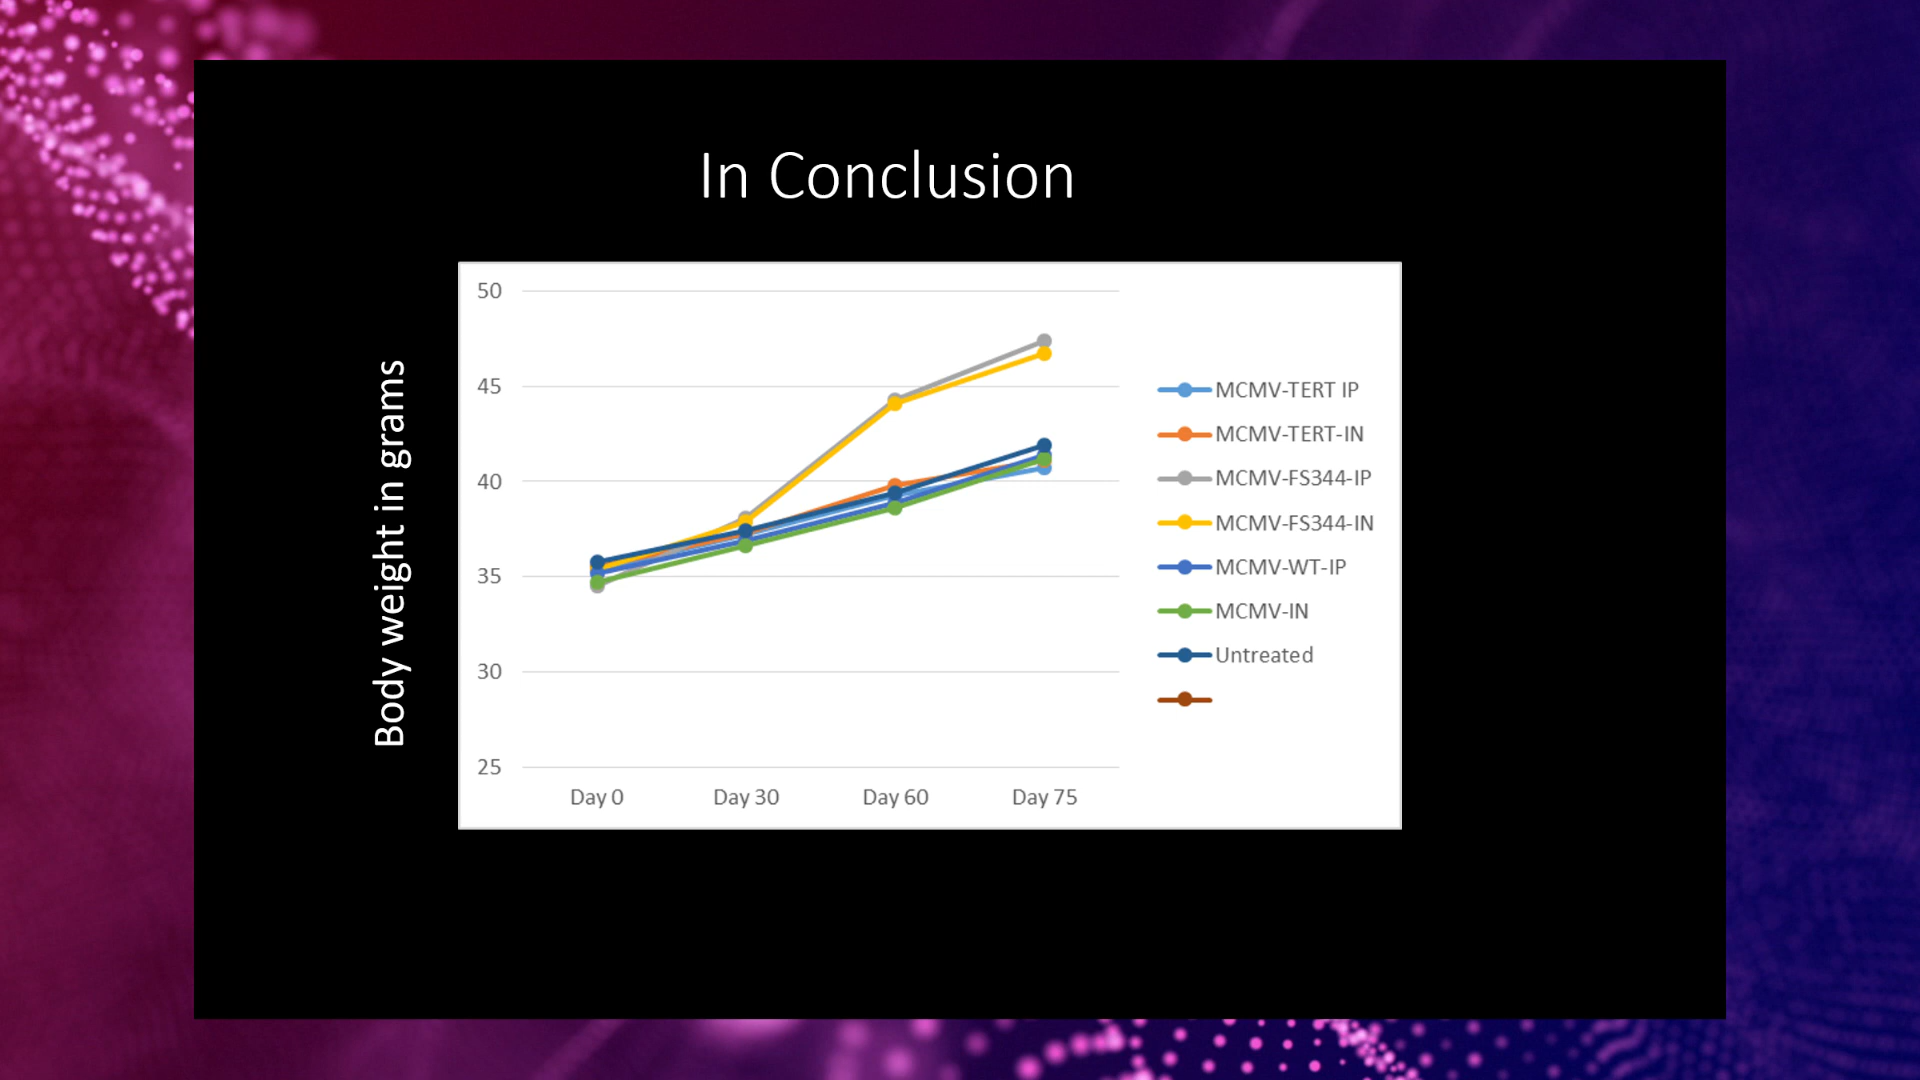 In Conclusion
Body weight in grams
50
45
40
35
30
25
Day 0
Day 30
Day 60
Day 75
MCMV-TERT IP
MCMV-TERT-IN
MCMV-FS344-IP
MCMV-FS344-IN
MCMV-WT-IP
MCMV-IN
Untreated